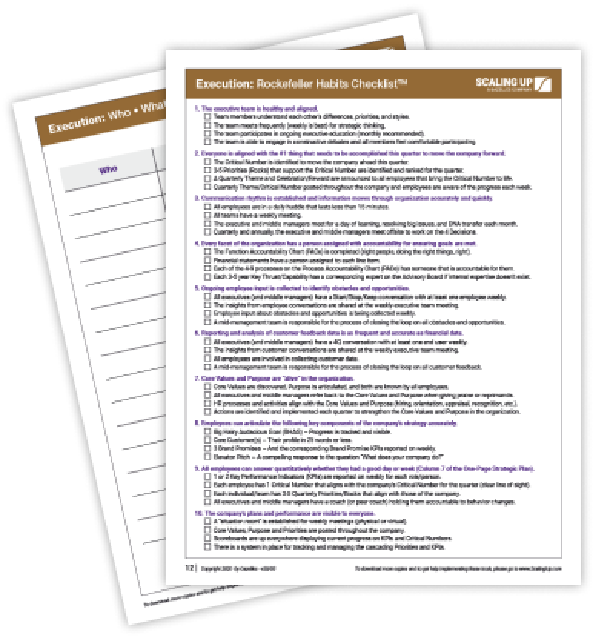 Execution: Who • What
Who
Execution: Rockefeller Habits Checklist™
SCALING UP
A GAZELLES COMPANY
1. The executive team is healthy and aligned.
Team members understand each other's differences, priorities, and styles.
The team meets frequently (weekly is best) for strategic thinking.
The team participates in ongoing executive education (monthly recommended).
The team is able to engage in constructive debates and all members feel comfortable participating.
2. Everyone is aligned with the #1 thing that needs to be accomplished this quarter to move the company forward.
The Critical Number is identified to move the company ahead this quarter.
3-5 Priorities (Rocks) that support the Critical Number are identified and ranked for the quarter.
A Quarterly Theme and Celebration/Reward are announced to all employees that bring the Critical Number to life.
Quarterly Theme/Critical Number posted throughout the company and employees are aware of the progress each week.
3. Communication rhythm is established and information moves through organization accurately and quickly.
All employees are in a daily huddle that lasts less than 15 minutes.
All teams have a weekly meeting.
The executive and middle managers meet for a day of learning, resolving big issues, and DNA transfer each month.
Quarterly and annually, the executive and middle managers meet offsite to work on the 4 Decisions.
4. Every facet of the organization has a person assigned with accountability for ensuring goals are met.
The Function Accountability Chart (FACe) is completed (right people, doing the right things, right).
Financial statements have a person assigned to each line item.
Each of the 4-9 processes on the Process Accountability Chart (PACe) has someone that is accountable for them.
Each 3-5 year Key Thrust/Capability has a corresponding expert on the Advisory Board if internal expertise doesn't exist.
5. Ongoing employee input is collected to identify obstacles and opportunities.
All executives (and middle managers) have a Start/Stop/Keep conversation with at least one employee weekly.
The insights from employee conversations are shared at the weekly executive team meeting.
Employee input about obstacles and opportunities is being collected weekly.
A mid-management team is responsible for the process of closing the loop on all obstacles and opportunities.
6. Reporting and analysis of customer feedback data is as frequent and accurate as financial data.
All executives (and middle managers) have a 4Q conversation with at least one end user weekly.
The insights from customer conversations are shared at the weekly executive team meeting.
All employees are involved in collecting customer data.
A mid-management team is responsible for the process of closing the loop on all customer feedback.
7. Core Values and Purpose are "alive" in the organization.
Core Values are discovered, Purpose is articulated, and both are known by all employees.
All executives and middle managers refer back to the Core Values and Purpose when giving praise or reprimands.
HR processes and activities align with the Core Values and Purpose (hiring, orientation, appraisal, recognition, etc.).
Actions are identified and implemented each quarter to strengthen the Core Values and Purpose in the organization.
8. Employees can articulate the following key components of the company's strategy accurately.
Big Hairy Audacious Goal (BHAG) – Progress is tracked and visible.
Core Customer(s) – Their profile in 25 words or less.
3 Brand Promises – And the corresponding Brand Promise KPIs reported on weekly.
Elevator Pitch – A compelling response to the question "What does your company do?"
9. All employees can answer quantitatively whether they had a good day or week (Column 7 of the One-Page Strategic Plan).
1 or 2 Key Performance Indicators (KPIs) are reported on weekly for each role/person.
Each employee has 1 Critical Number that aligns with the company's Critical Number for the quarter (clear line of sight).
Each individual/team has 3-5 Quarterly Priorities/Rocks that align with those of the company.
All executives and middle managers have a coach (or peer coach) holding them accountable to behavior changes.
10. The company's plans and performance are visible to everyone.
A "situation room" is established for weekly meetings (physical or virtual).
Core Values, Purpose and Priorities are posted throughout the company.
Scoreboards are up everywhere displaying current progress on KPIs and Critical Numbers.
There is a system in place for tracking and managing the cascading Priorities and KPIs.
12
To download more copies and to get help implementing these tools, please go to www.ScalingUp.com
To download more copies and to get help